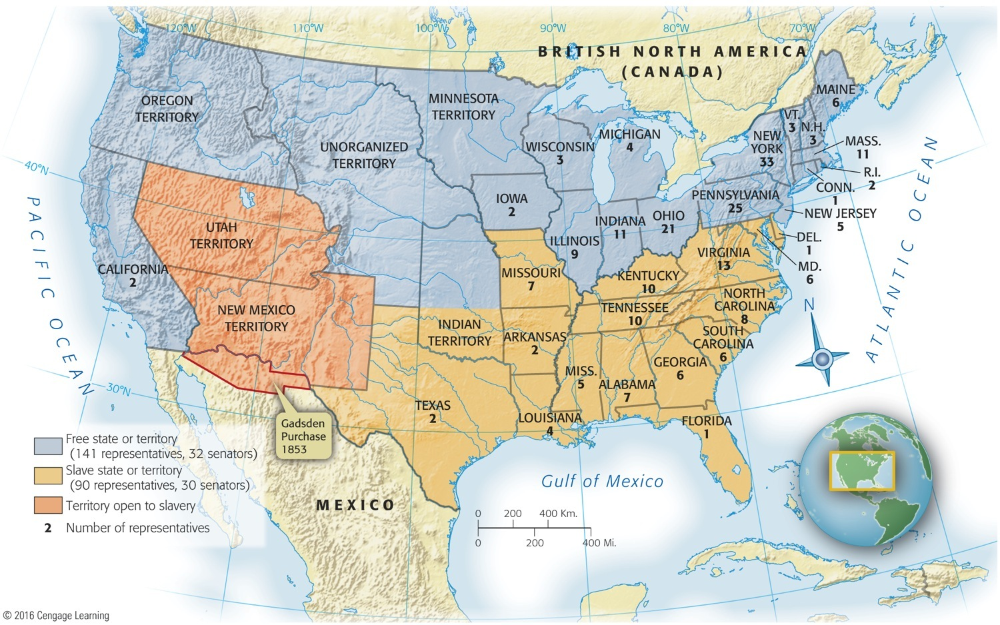 120°W
110°W
100°W
90°W
80°W
70°W
BRITISH NORTH AMERICA
(CANADA)
OREGON
TERRITORY
MINNESOTA
TERRITORY
MAINE
6
VT.
3
N.H.
3
UNORGANIZED
TERRITORY
WISCONSIN
3
MICHIGAN
4
NEW
YORK
33
MASS.
11
R.I.
2
CONN.
1
40°N
IOWA
2
PENNSYLVANIA
25
NEW JERSEY
5
UTAH
TERRITORY
ILLINOIS
9
INDIANA
11
OHIO
21
DEL.
1
MD.
6
VIRGINIA
13
CALIFORNIA
2
MISSOURI
7
KENTUCKY
10
NORTH
CAROLINA
8
NEW MEXICO
TERRITORY
INDIAN
TERRITORY
ARKANSAS
2
TENNESSEE
10
SOUTH
CAROLINA
6
N
PACIFIC OCEAN
ATLANTIC OCEAN
30°N
MISS.
5
ALABAMA
7
GEORGIA
6
TEXAS
2
LOUISIANA
4
FLORIDA
1
Gadsden
Purchase
1853
Free state or territory
(141 representatives, 32 senators)
Slave state or territory
(90 representatives, 30 senators)
Territory open to slavery
2 Number of representatives
MEXICO
Gulf of Mexico
0 200 400 Km.
0 200 400 Mi.
© 2016 Cengage Learning